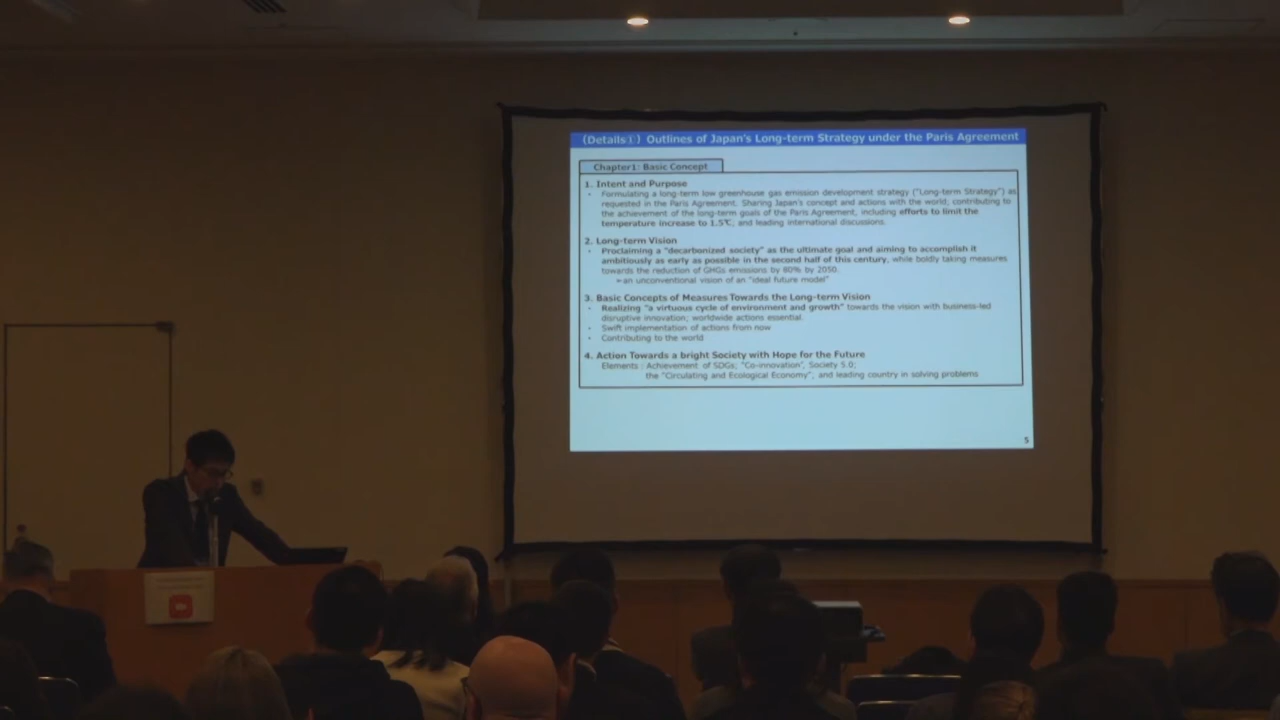 (Details①) Outlines of Japan's Long-term Strategy under the Paris Agreement
Chapter1: Basic Concept
1. Intent and Purpose
・ Formulating a long-term low greenhouse gas emission development strategy ("Long-term Strategy") as
requested in the Paris Agreement. Sharing Japan's concept and actions with the world; contributing to
the achievement of the long-term goals of the Paris Agreement, including efforts to limit the
temperature increase to 1.5℃; and leading international discussions.
2. Long-term Vision
・ Proclaiming a "decarbonized society" as the ultimate goal and aiming to accomplish it
ambitiously as early as possible in the second half of this century, while boldly taking measures
towards the reduction of GHGs emissions by 80% by 2050.
➢an unconventional vision of an "ideal future model"
3. Basic Concepts of Measures Towards the Long-term Vision
・ Realizing "a virtuous cycle of environment and growth" towards the vision with business-led
disruptive innovation; worldwide actions essential.
・ Swift implementation of actions from now
・ Contributing to the world
4. Action Towards a bright Society with Hope for the Future
Elements : Achievement of SDGs; "Co-innovation", Society 5.0;
the "Circulating and Ecological Economy"; and leading country in solving problems
5